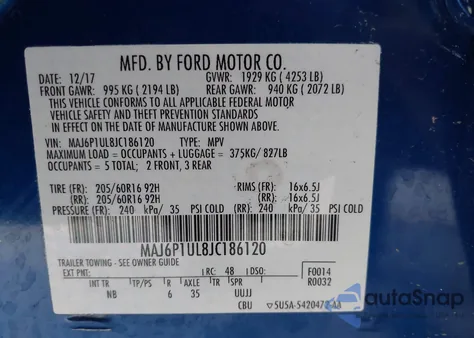 MFD. BY FORD MOTOR CO.
DATE: 12/17 GVWR: 1929 KG ( 4253 LB)
FRONT GAWR: 995 KG ( 2194 LB) REAR GAWR: 940 KG ( 2072 LB)
THIS VEHICLE CONFORMS TO ALL APPLICABLE FEDERAL MOTOR
VEHICLE SAFETY AND THEFT PREVENTION STANDARDS
IN EFFECT ON THE DATE OF MANUFACTURE SHOWN ABOVE.
VIN: MAJ6P1UL8JC186120 TYPE: MPV
MAXIMUM LOAD = OCCUPANTS + LUGGAGE = 375KG/ 827LB
OCCUPANTS = 5 TOTAL; 2 FRONT, 3 REAR
TIRE (FR) 205/60R16 92H RIMS (FR) 16x6.5J
(RR) 205/60R16 92H (RR) 16x6.5J
PRESSURE (FR) 240 kPa/ 35 PSI COLD (RR) 240 kPa/ 35 PSI COLD
MAJ6P1UL8JC186120
TRAILER TOWING - SEE OWNER GUIDE
EXT PNT: RC: 48 DSO: F0014
R0032
INT TR TP/PS R AXLE TR SPR
NB 6 35 UUJJ
CBU
autoSnap